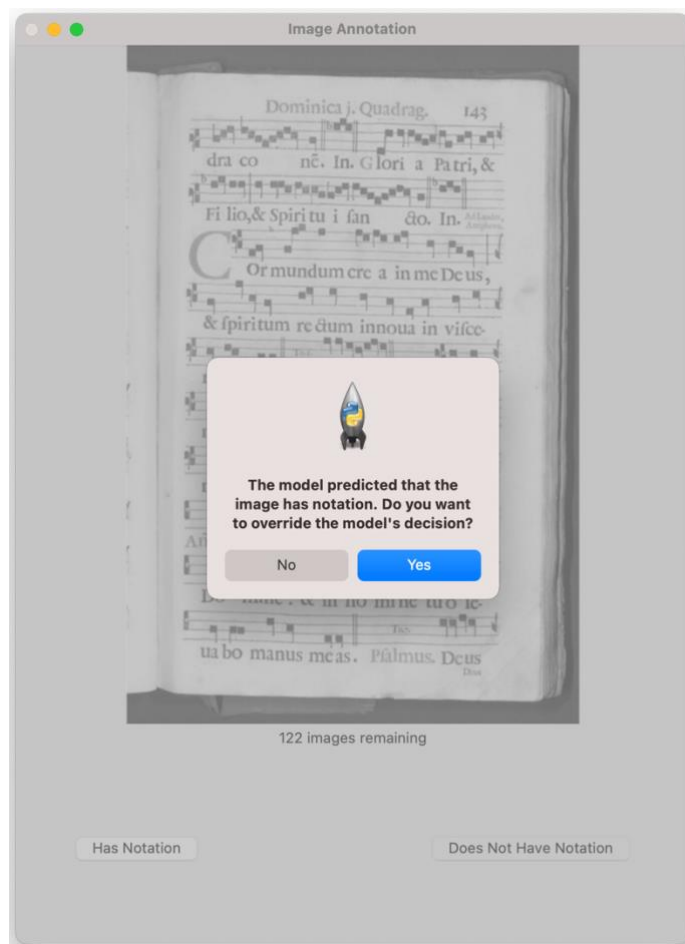 Image Annotation
Dominica j. Quadrag. 143
dra co nē. In. Glori a Patri, &
Fi lio, & Spiri tu i ſan ƈto. In.
Or mundum cre a in me De us,
& ſpiritum re ctum innoua in viſce-
The model predicted that the
image has notation. Do you want
to override the model's decision?
No Yes
ua bo manus meas. Pſalmus. Deus
122 images remaining
Has Notation Does Not Have Notation